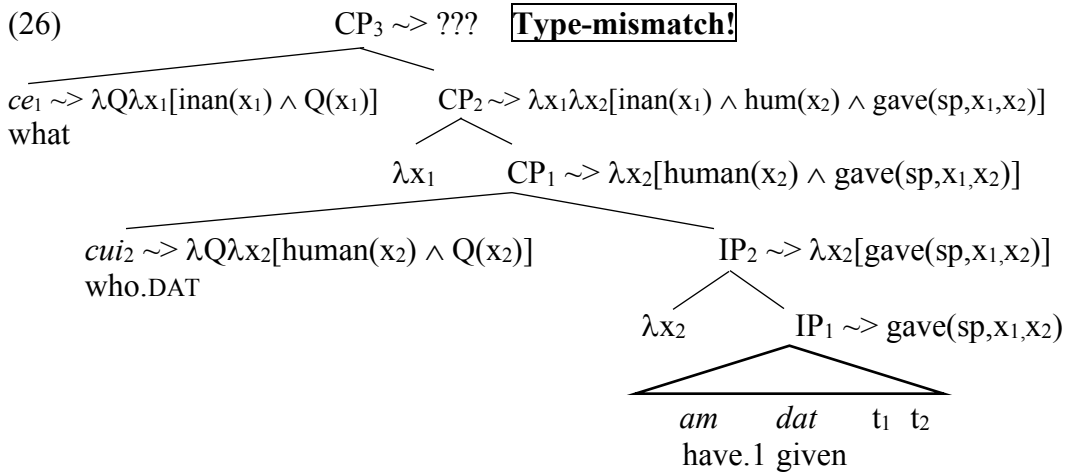 (26) CP₃ ~> ??? Type-mismatch!
ce₁ ~> λQλx₁[inan(x₁) ∧ Q(x₁)] CP₂ ~> λx₁λx₂[inan(x₁) ∧ hum(x₂) ∧ gave(sp,x₁,x₂)]
what
λx₁ CP₁ ~> λx₂[human(x₂) ∧ gave(sp,x₁,x₂)]
cui₂ ~> λQλx₂[human(x₂) ∧ Q(x₂)] IP₂ ~> λx₂[gave(sp,x₁,x₂)]
who.DAT
λx₂ IP₁ ~> gave(sp,x₁,x₂)
am dat t₁ t₂
have.1 given